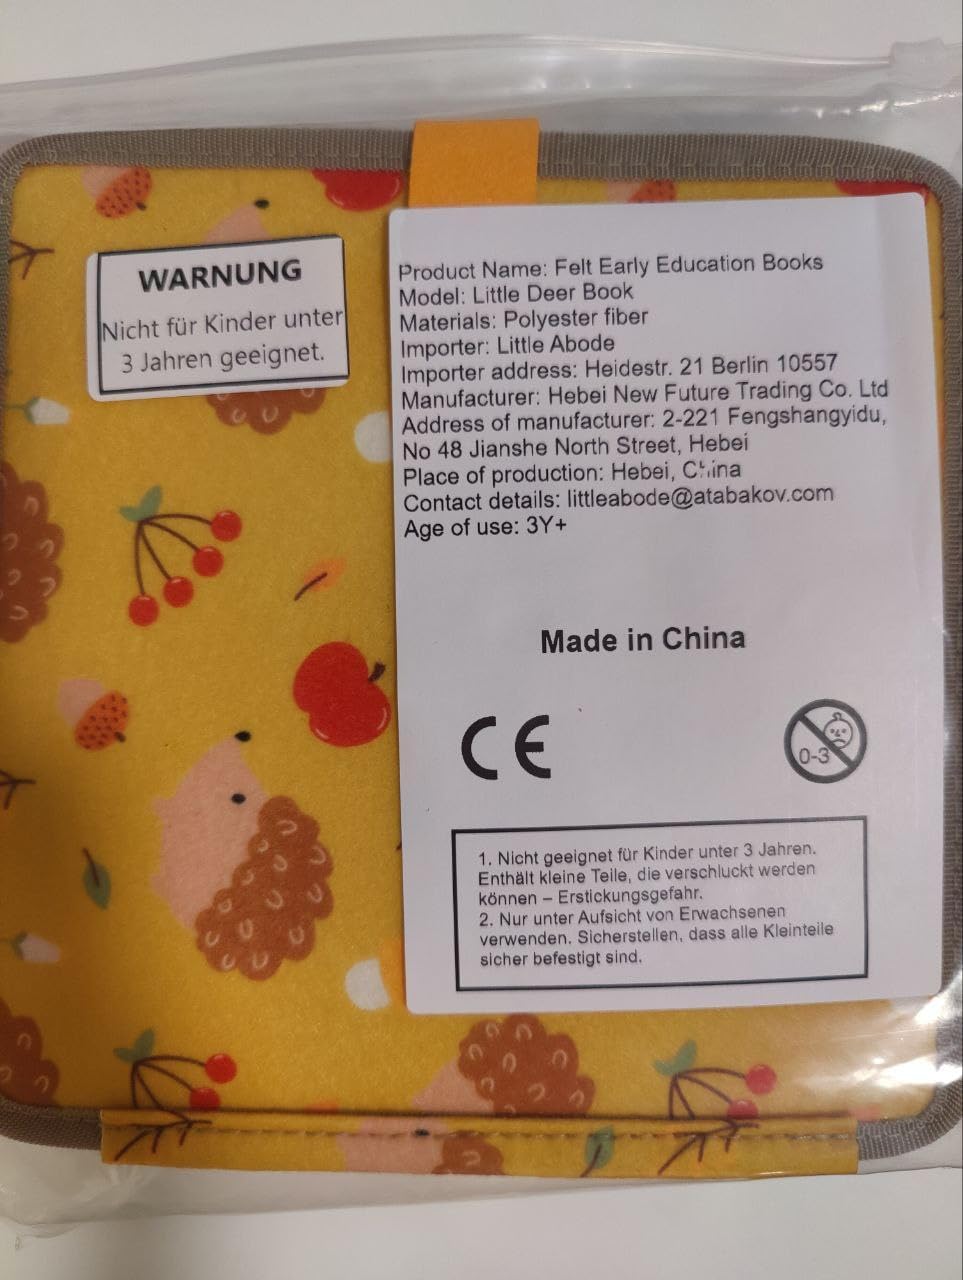 WARNUNG
Nicht für Kinder unter
3 Jahren geeignet.
Product Name: Felt Early Education Books
Model: Little Deer Book
Materials: Polyester fiber
Importer: Little Abode
Importer address: Heidestr. 21 Berlin 10557
Manufacturer: Hebei New Future Trading Co. Ltd
Address of manufacturer: 2-221 Fengshangyidu,
No 48 Jianshe North Street, Hebei
Place of production: Hebei, China
Contact details: littleabode@atabakov.com
Age of use: 3Y+
Made in China
CE
0-3
1. Nicht geeignet für Kinder unter 3 Jahren.
Enthält kleine Teile, die verschluckt werden
können – Erstickungsgefahr.
2. Nur unter Aufsicht von Erwachsenen
verwenden. Sicherstellen, dass alle Kleinteile
sicher befestigt sind.